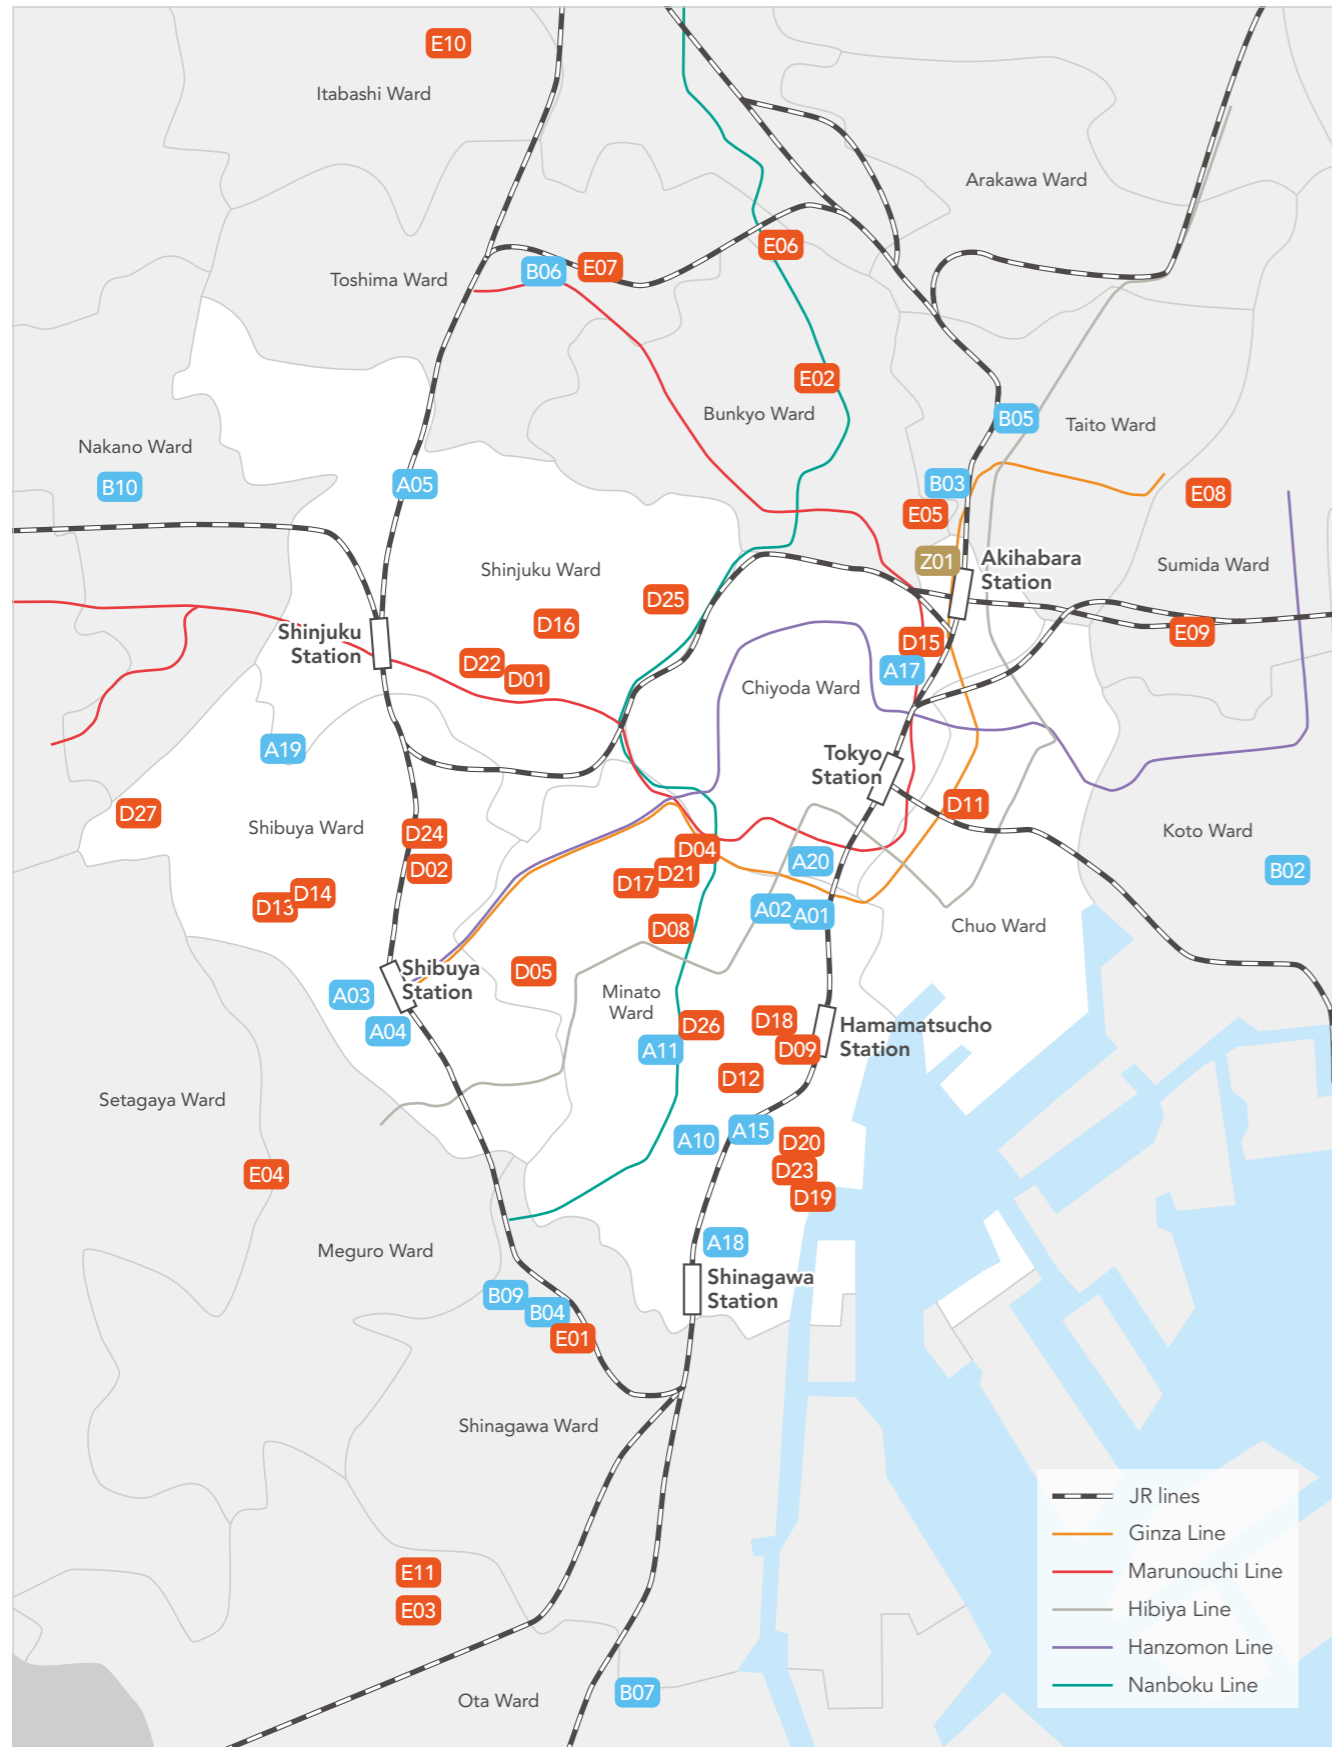 E10
Itabashi Ward
Arakawa Ward
E06
Toshima Ward
B06
E07
E02
Bunkyo Ward
B05
Taito Ward
Nakano Ward
B10
A05
B03
E08
E05
Z01
Akihabara
Station
Shinjuku Ward
Sumida Ward
D25
D16
Shinjuku
Station
E09
D15
D22
D01
A17
Chiyoda Ward
A19
Tokyo
Station
D27
Shibuya Ward
D24
D11
Koto Ward
D04
D02
A20
D21
D17
B02
D14
D13
A02
A01
D08
Chuo Ward
D05
Shibuya
Station
A03
Minato
Ward
A04
D26
D18
Hamamatsucho
Station
A11
D09
D12
Setagaya Ward
A10
A15
D20
E04
D23
D19
Meguro Ward
A18
Shinagawa
Station
B09
B04
E01
Shinagawa Ward
JR lines
Ginza Line
Marunouchi Line
Hibiya Line
Hanzomon Line
Nanboku Line
E11
E03
Ota Ward
B07